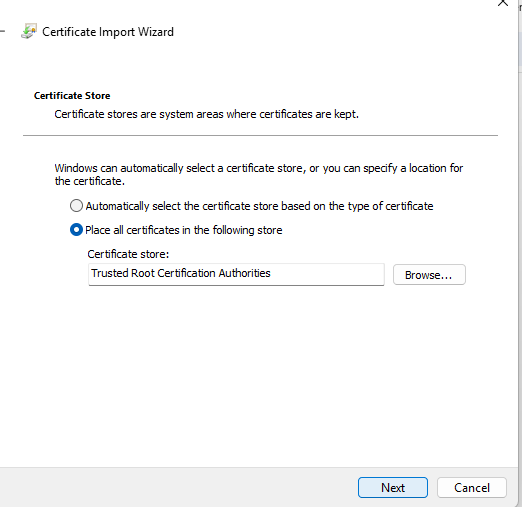 Certificate Import Wizard
Certificate Store
Certificate stores are system areas where certificates are kept.
Windows can automatically select a certificate store, or you can specify a location for
the certificate.
Automatically select the certificate store based on the type of certificate
Place all certificates in the following store
Certificate store:
Trusted Root Certification Authorities
Browse...
Next
Cancel